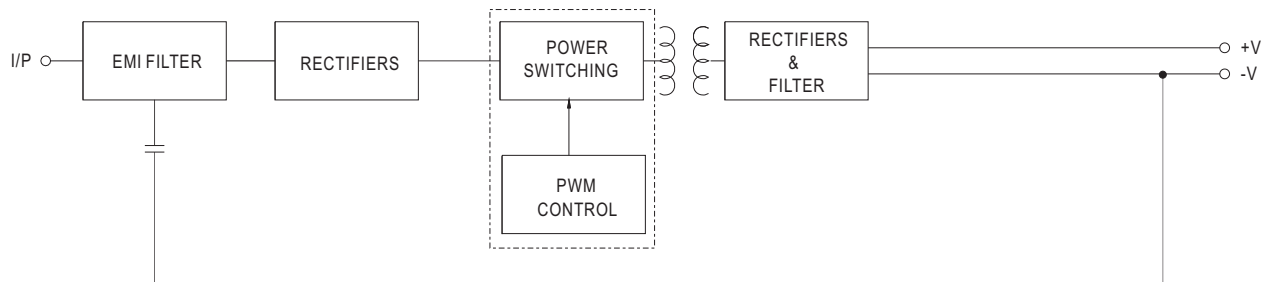 I/P
EMI FILTER
RECTIFIERS
POWER
SWITCHING
PWM
CONTROL
RECTIFIERS
&
FILTER
+V
-V